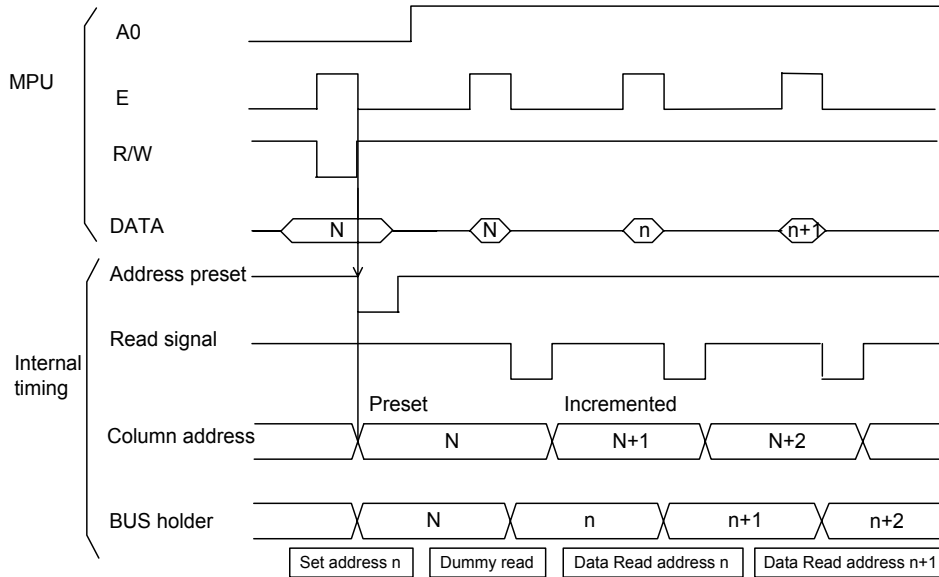 A0
MPU
E
R/W
DATA N N n n+1
Address preset
Read signal
Internal
timing
Preset Incremented
Column address N N+1 N+2
BUS holder N n n+1 n+2
Set address n Dummy read Data Read address n Data Read address n+1